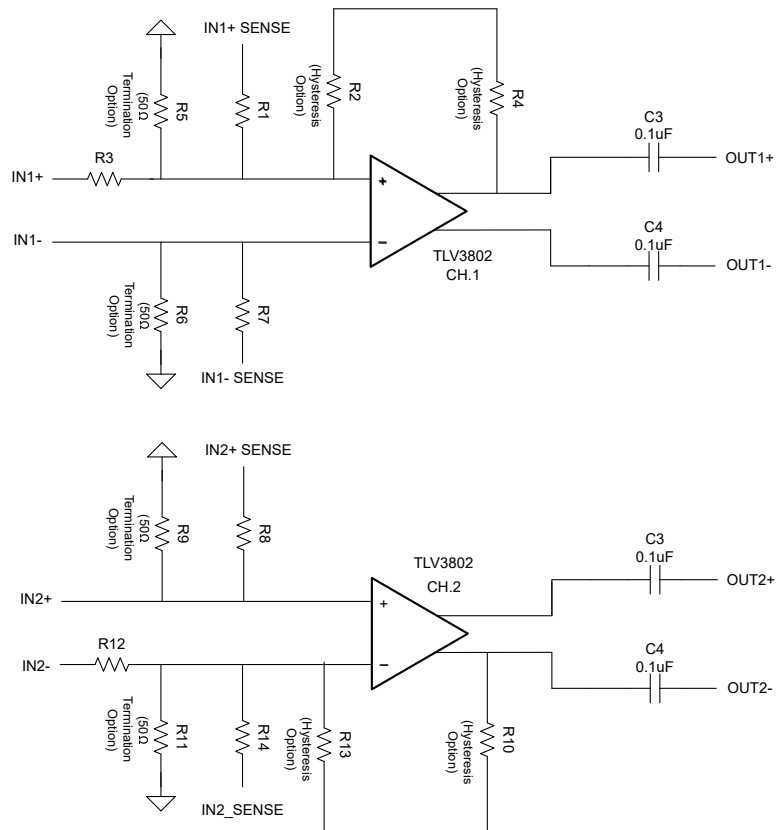 IN1+ SENSE
R5
(50Ω
Termination
Option)
R1
R2
(Hysteresis
Option)
R4
(Hysteresis
Option)
C3
0.1uF
OUT1+
R3
IN1+
+
IN1-
−
C4
0.1uF
OUT1-
TLV3802
CH.1
R6
(50Ω
Termination
Option)
R7
IN1- SENSE
IN2+ SENSE
R9
(50Ω
Termination
Option)
R8
TLV3802
CH.2
C3
0.1uF
OUT2+
IN2+
+
R12
IN2-
−
C4
0.1uF
OUT2-
R11
(50Ω
Termination
Option)
R14
R13
(Hysteresis
Option)
R10
(Hysteresis
Option)
IN2_SENSE